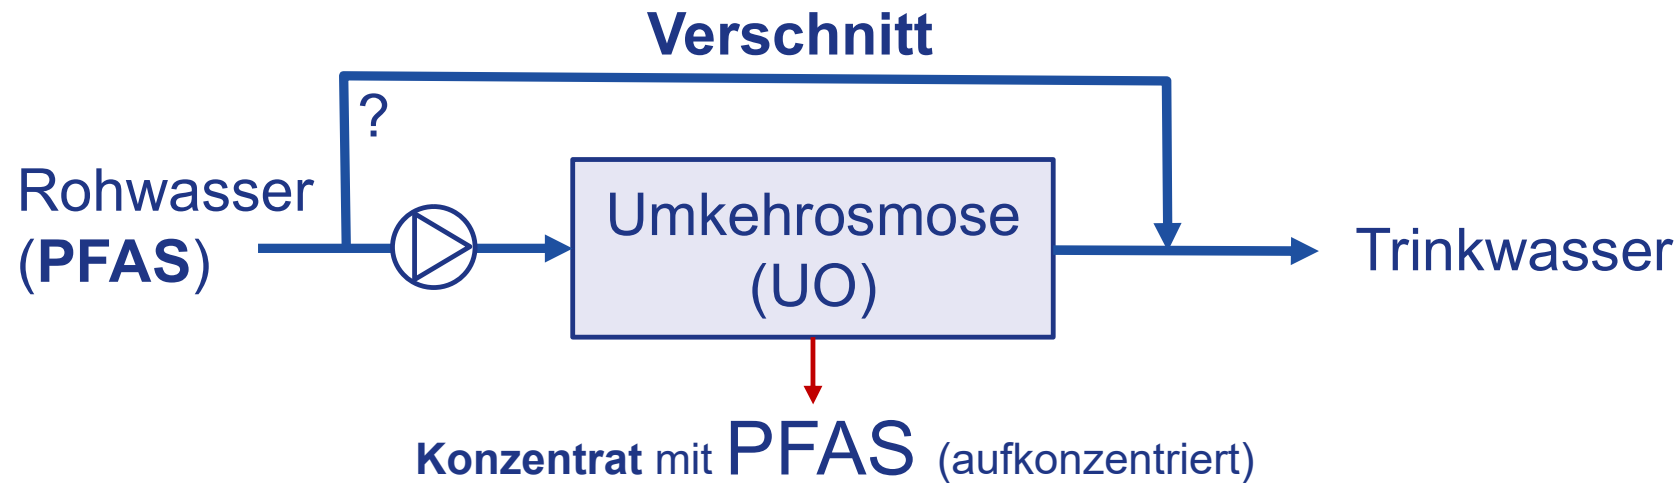 Verschnitt
?
Rohwasser
(PFAS)
Umkehrosmose
(UO)
Trinkwasser
Konzentrat mit PFAS (aufkonzentriert)